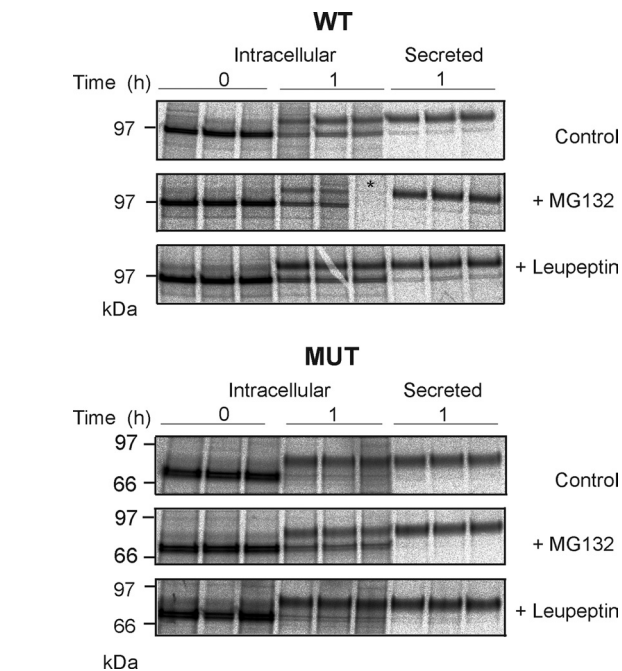 WT
Intracellular Secreted
Time (h) 0 1 1
97 Control
*
97 + MG132
97 + Leupeptin
kDa
MUT
Intracellular Secreted
Time (h) 0 1 1
97
66 Control
97
66 + MG132
97
66 + Leupeptin
kDa